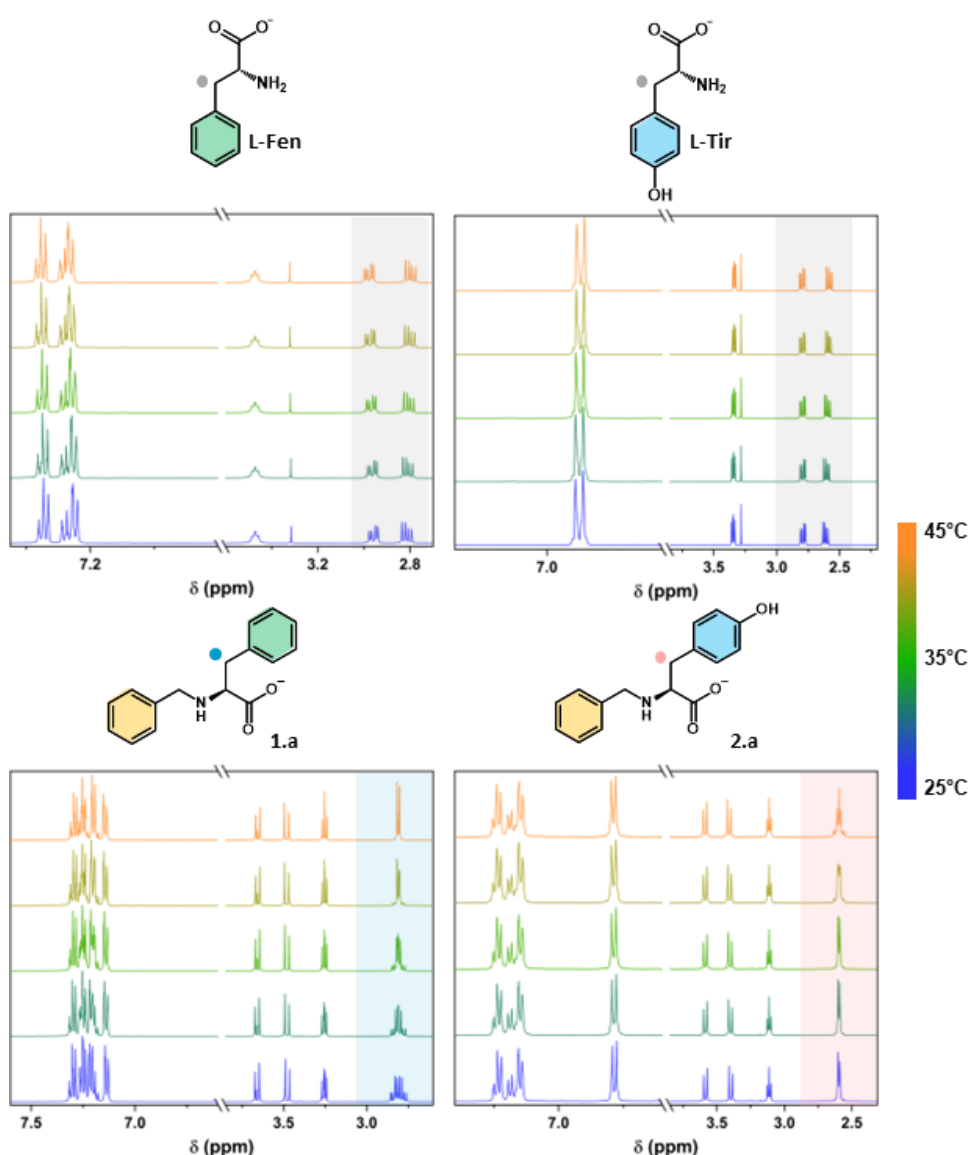 O O⁻
NH₂
L-Fen
O O⁻
NH₂
L-Tir
OH
7.2 3.2 2.8
δ (ppm)
7.0 3.5 3.0 2.5
δ (ppm)
45°C
35°C
25°C
N
H
O⁻
O
1.a
OH
N
H
O⁻
O
2.a
7.5 7.0 3.5 3.0
δ (ppm)
7.0 3.5 3.0 2.5
δ (ppm)